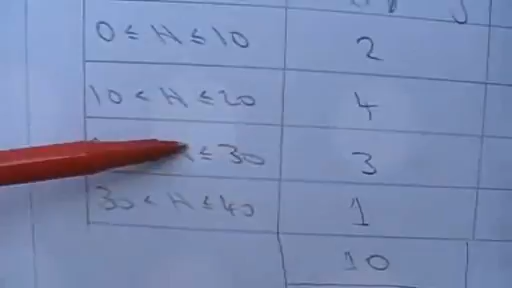 0 ≤ H ≤ 10 2
10 < H ≤ 20 4
≤ 30 3
30 < H ≤ 40 1
10